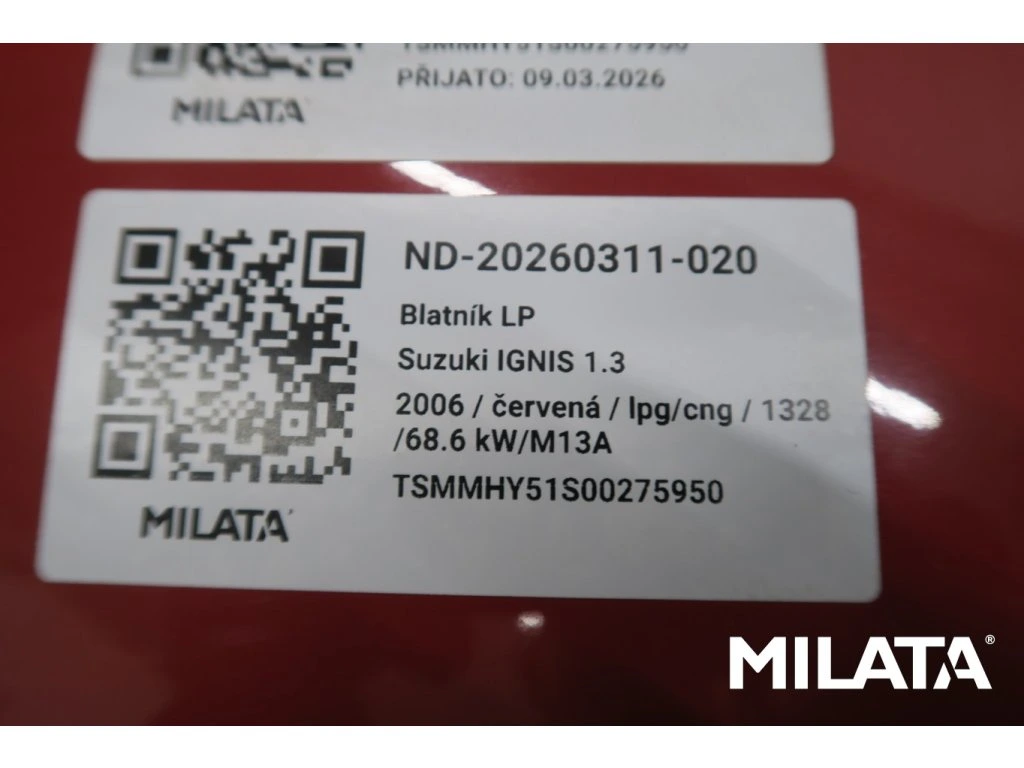 PŘIJATO: 09.03.2026
MILATA
ND-20260311-020
Blatník LP
Suzuki IGNIS 1.3
2006 / červená / lpg/cng / 1328
/68.6 kW/M13A
TSMMHY51S00275950
MILATA
MILATA®